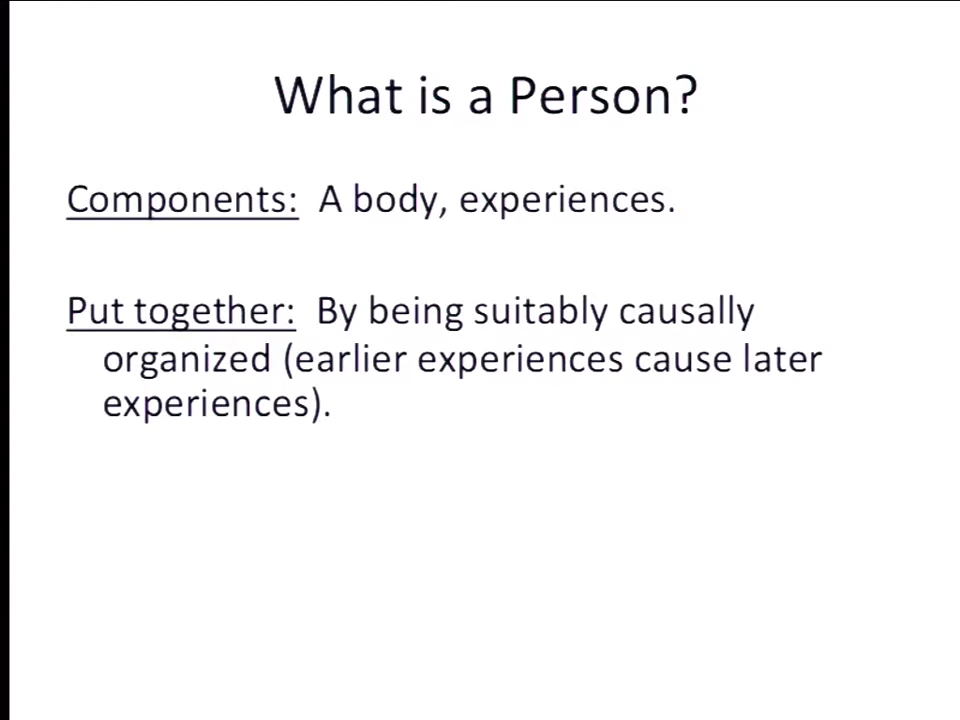 What is a Person?
Components: A body, experiences.
Put together: By being suitably causally
organized (earlier experiences cause later
experiences).